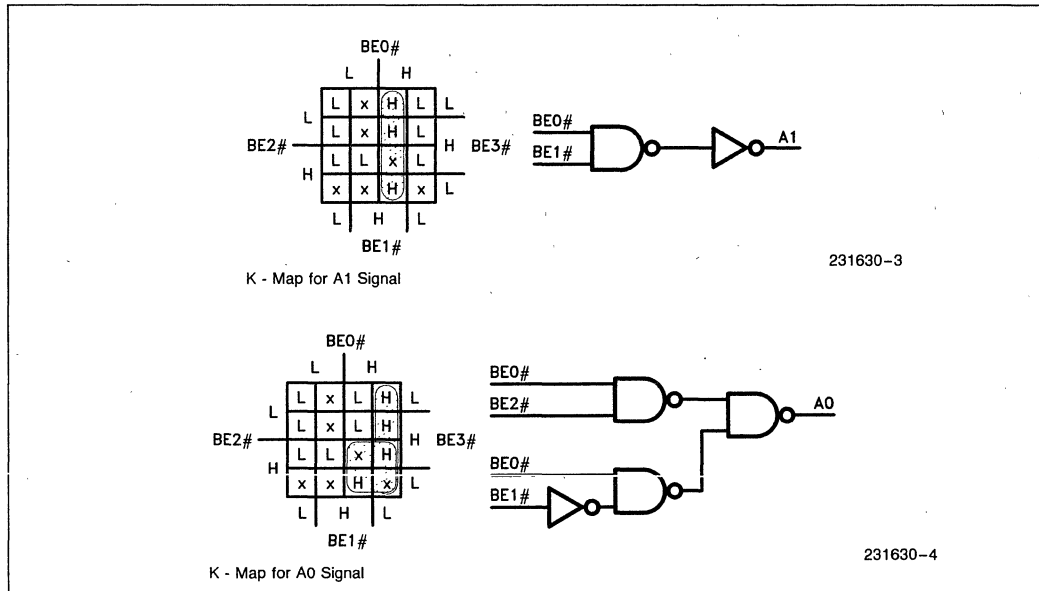 BE0#
L H
L x H L L
L
L x H L
BE2# H BE3#
L L x L
H
x x H x L
L H L
BE1#
BE0#
BE1#
A1
231630-3
K - Map for A1 Signal
BE0#
L H
L x L H L
L
L x L H
BE2# H BE3#
L L x H
H
x x H x L
L H L
BE1#
BE0#
BE2#
BE0#
BE1#
A0
231630-4
K - Map for A0 Signal